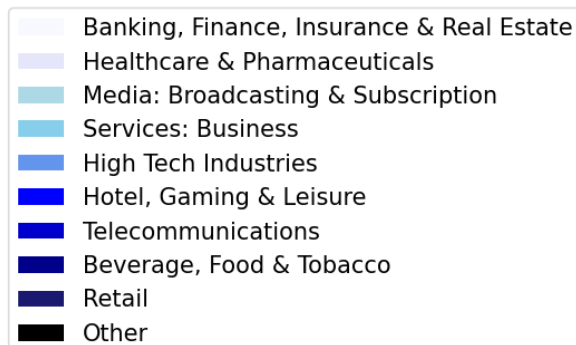 Banking, Finance, Insurance & Real Estate
Healthcare & Pharmaceuticals
Media: Broadcasting & Subscription
Services: Business
High Tech Industries
Hotel, Gaming & Leisure
Telecommunications
Beverage, Food & Tobacco
Retail
Other